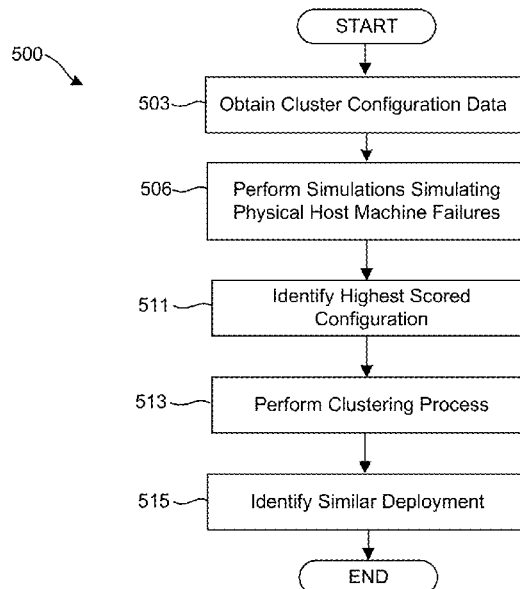 START
500
503
Obtain Cluster Configuration Data
506
Perform Simulations Simulating
Physical Host Machine Failures
511
Identify Highest Scored
Configuration
513
Perform Clustering Process
515
Identify Similar Deployment
END